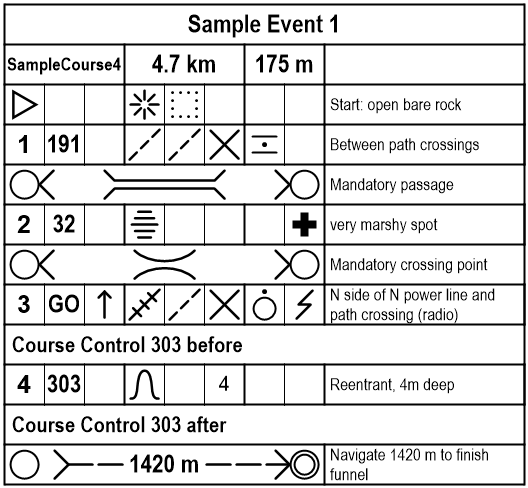 Sample Event 1
SampleCourse4 4.7 km 175 m
Start: open bare rock
1 191 Between path crossings
Mandatory passage
2 32 very marshy spot
Mandatory crossing point
3 GO N side of N power line and
path crossing (radio)
Course Control 303 before
4 303 4 Reentrant, 4m deep
Course Control 303 after
1420 m Navigate 1420 m to finish
funnel